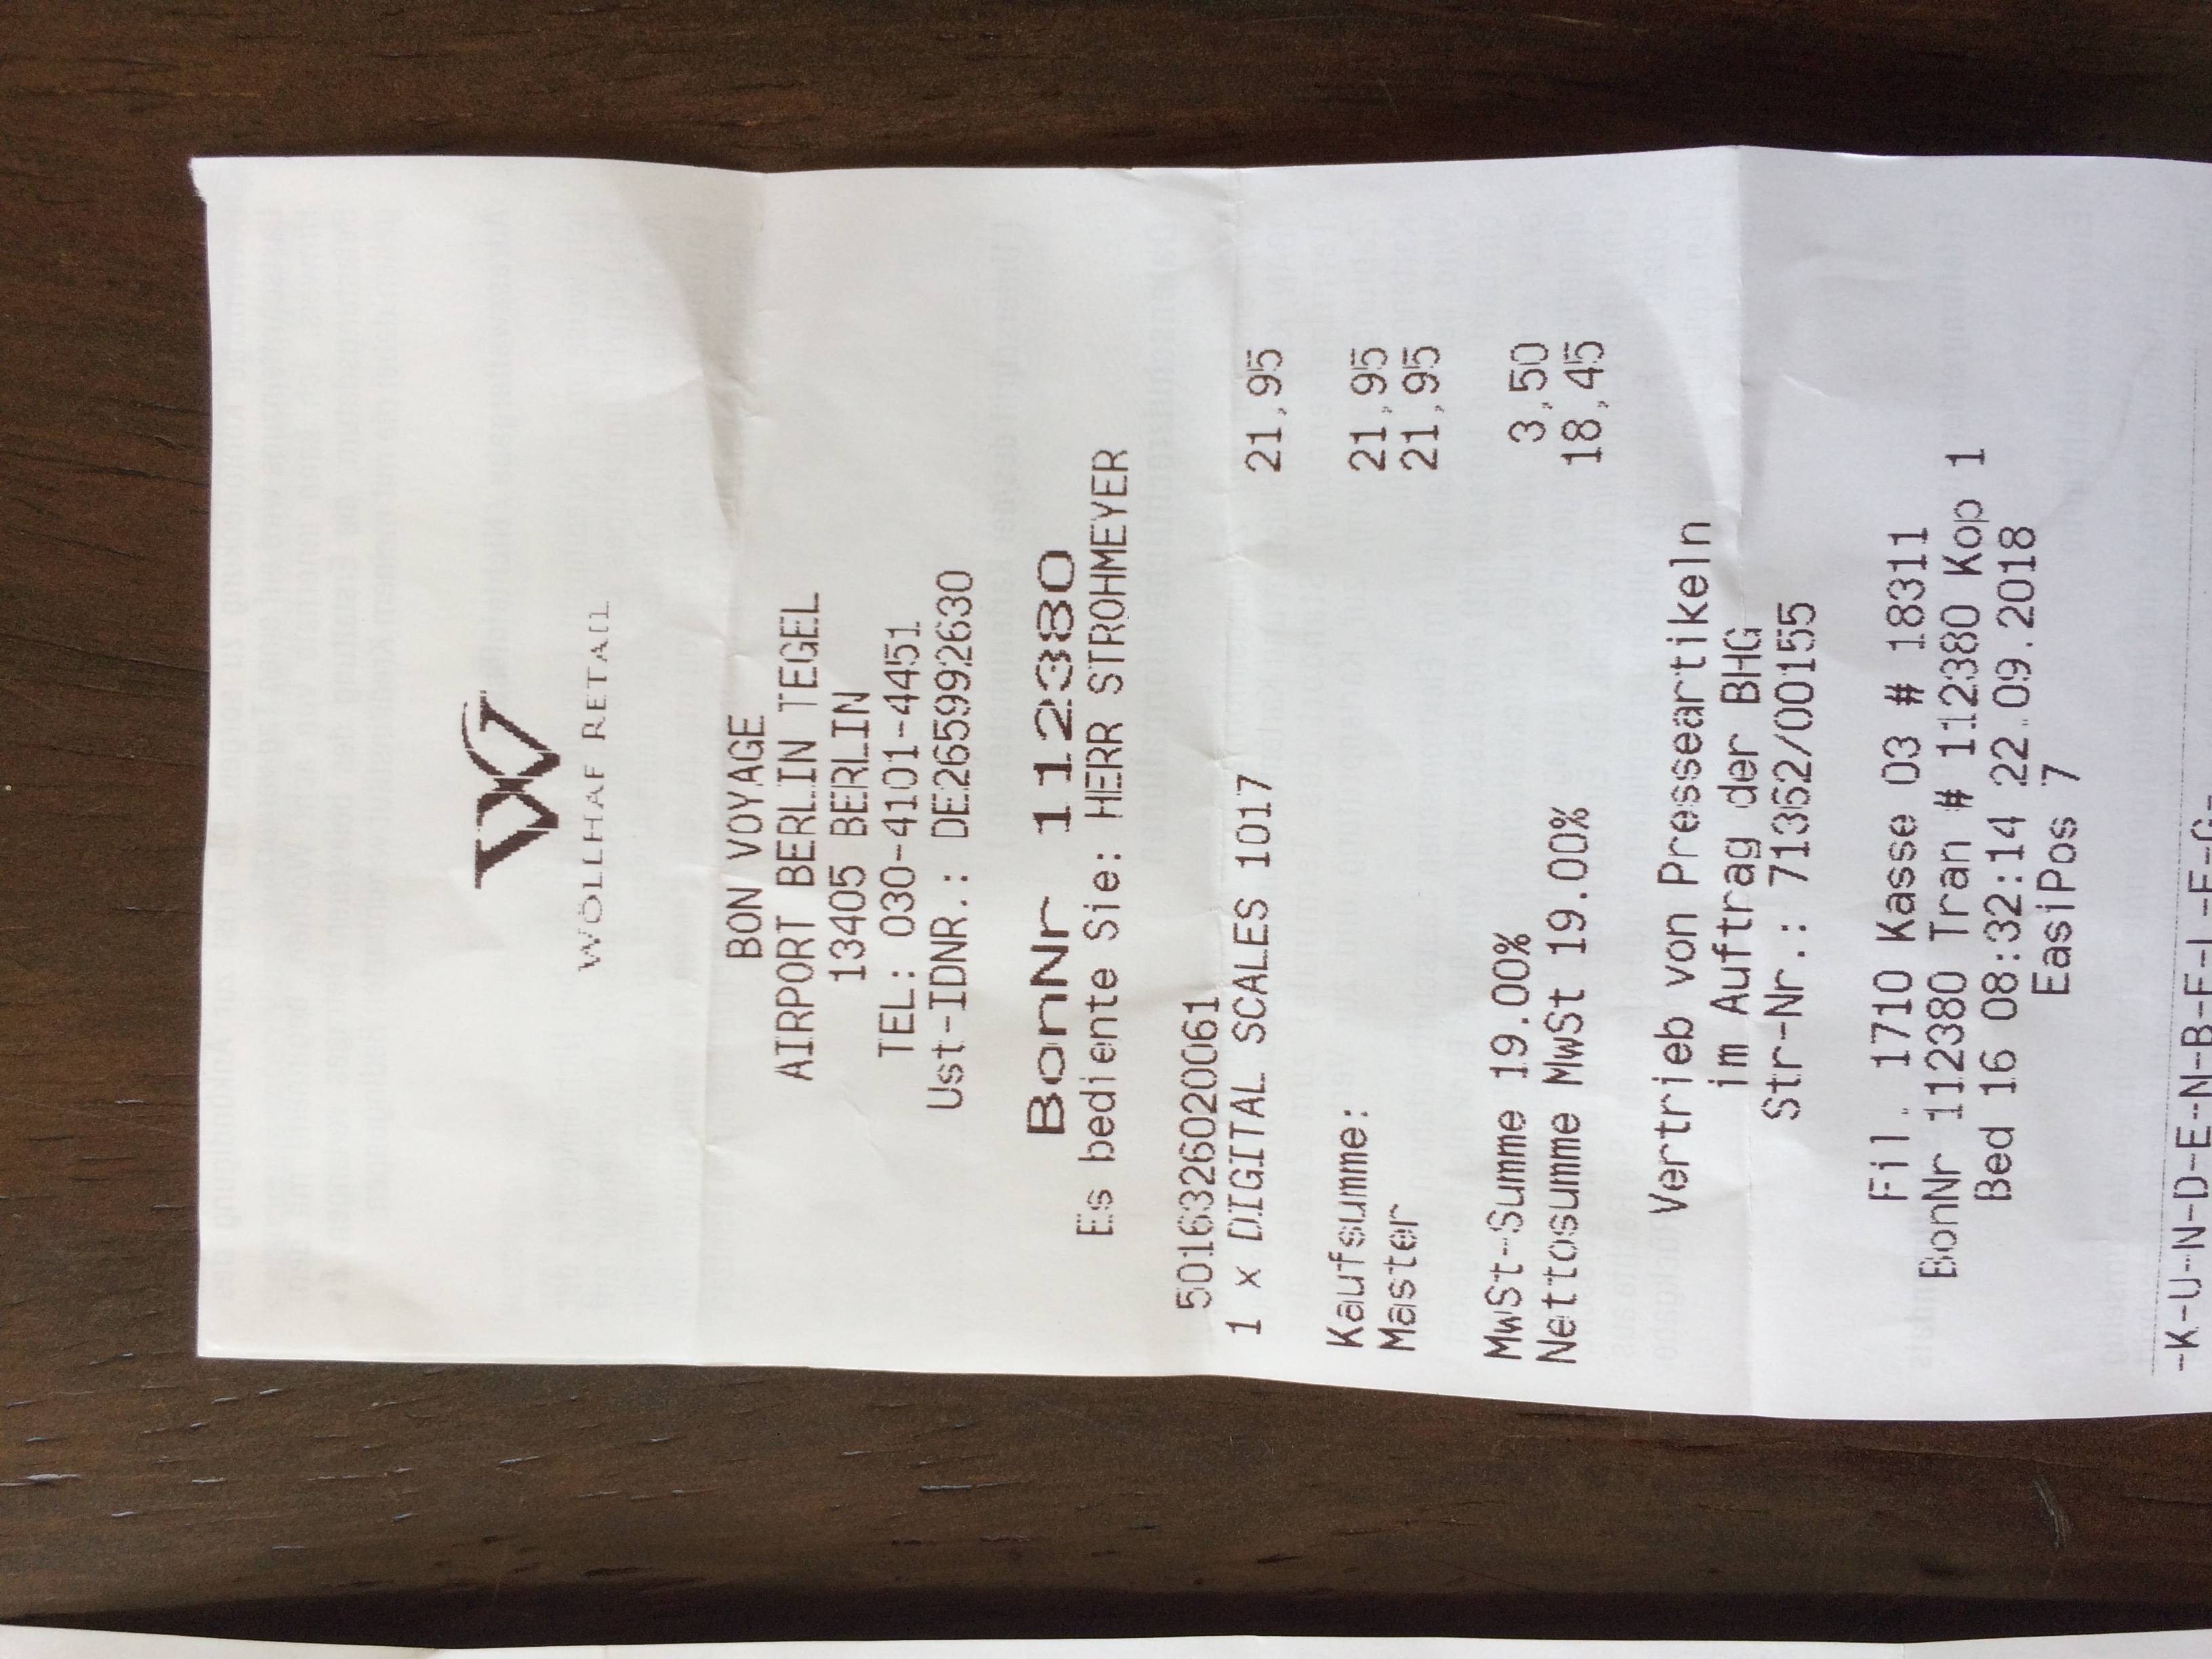 WÖLLHAF RETAIL
BON VOYAGE
AIRPORT BERLIN TEGEL
13405 BERLIN
TEL: 030-4101-4451
Ust-IDNR.: DE265992630
BonNr 112380
Es bediente Sie: HERR STROHMEYER
5016326020061
1 x DIGITAL SCALES 1017 21,95
Kaufsumme: 21,95
Master 21,95
MwSt-Summe 19.00% 3,50
Nettosumme MwSt 19.00% 18,45
Vertrieb von Presseartikeln
im Auftrag der BHG
Str-Nr.: 71362/00155
Fil. 1710 Kasse 03 # 18311
BonNr 112380 Tran # 112380 Kop 1
Bed 16 08:32:14 22.09.2018
EasiPos 7
-K-U-N-D-E-N-B-E-L-E-G-